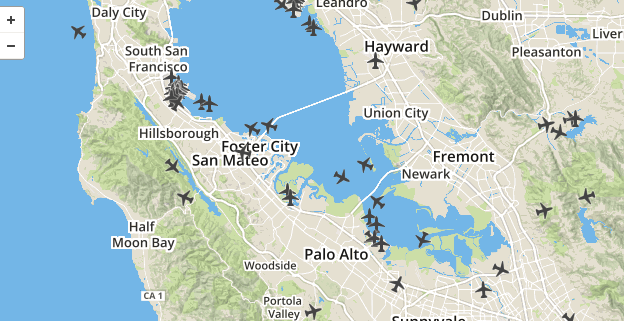 Daly City
Leandro
Dublin
+
−
Hayward
Pleasanton
Liver
South San
Francisco
Union City
Hillsborough
Foster City
San Mateo
Fremont
Newark
Half
Moon Bay
Palo Alto
Woodside
CA 1
Portola
Valley
Sunnyvale